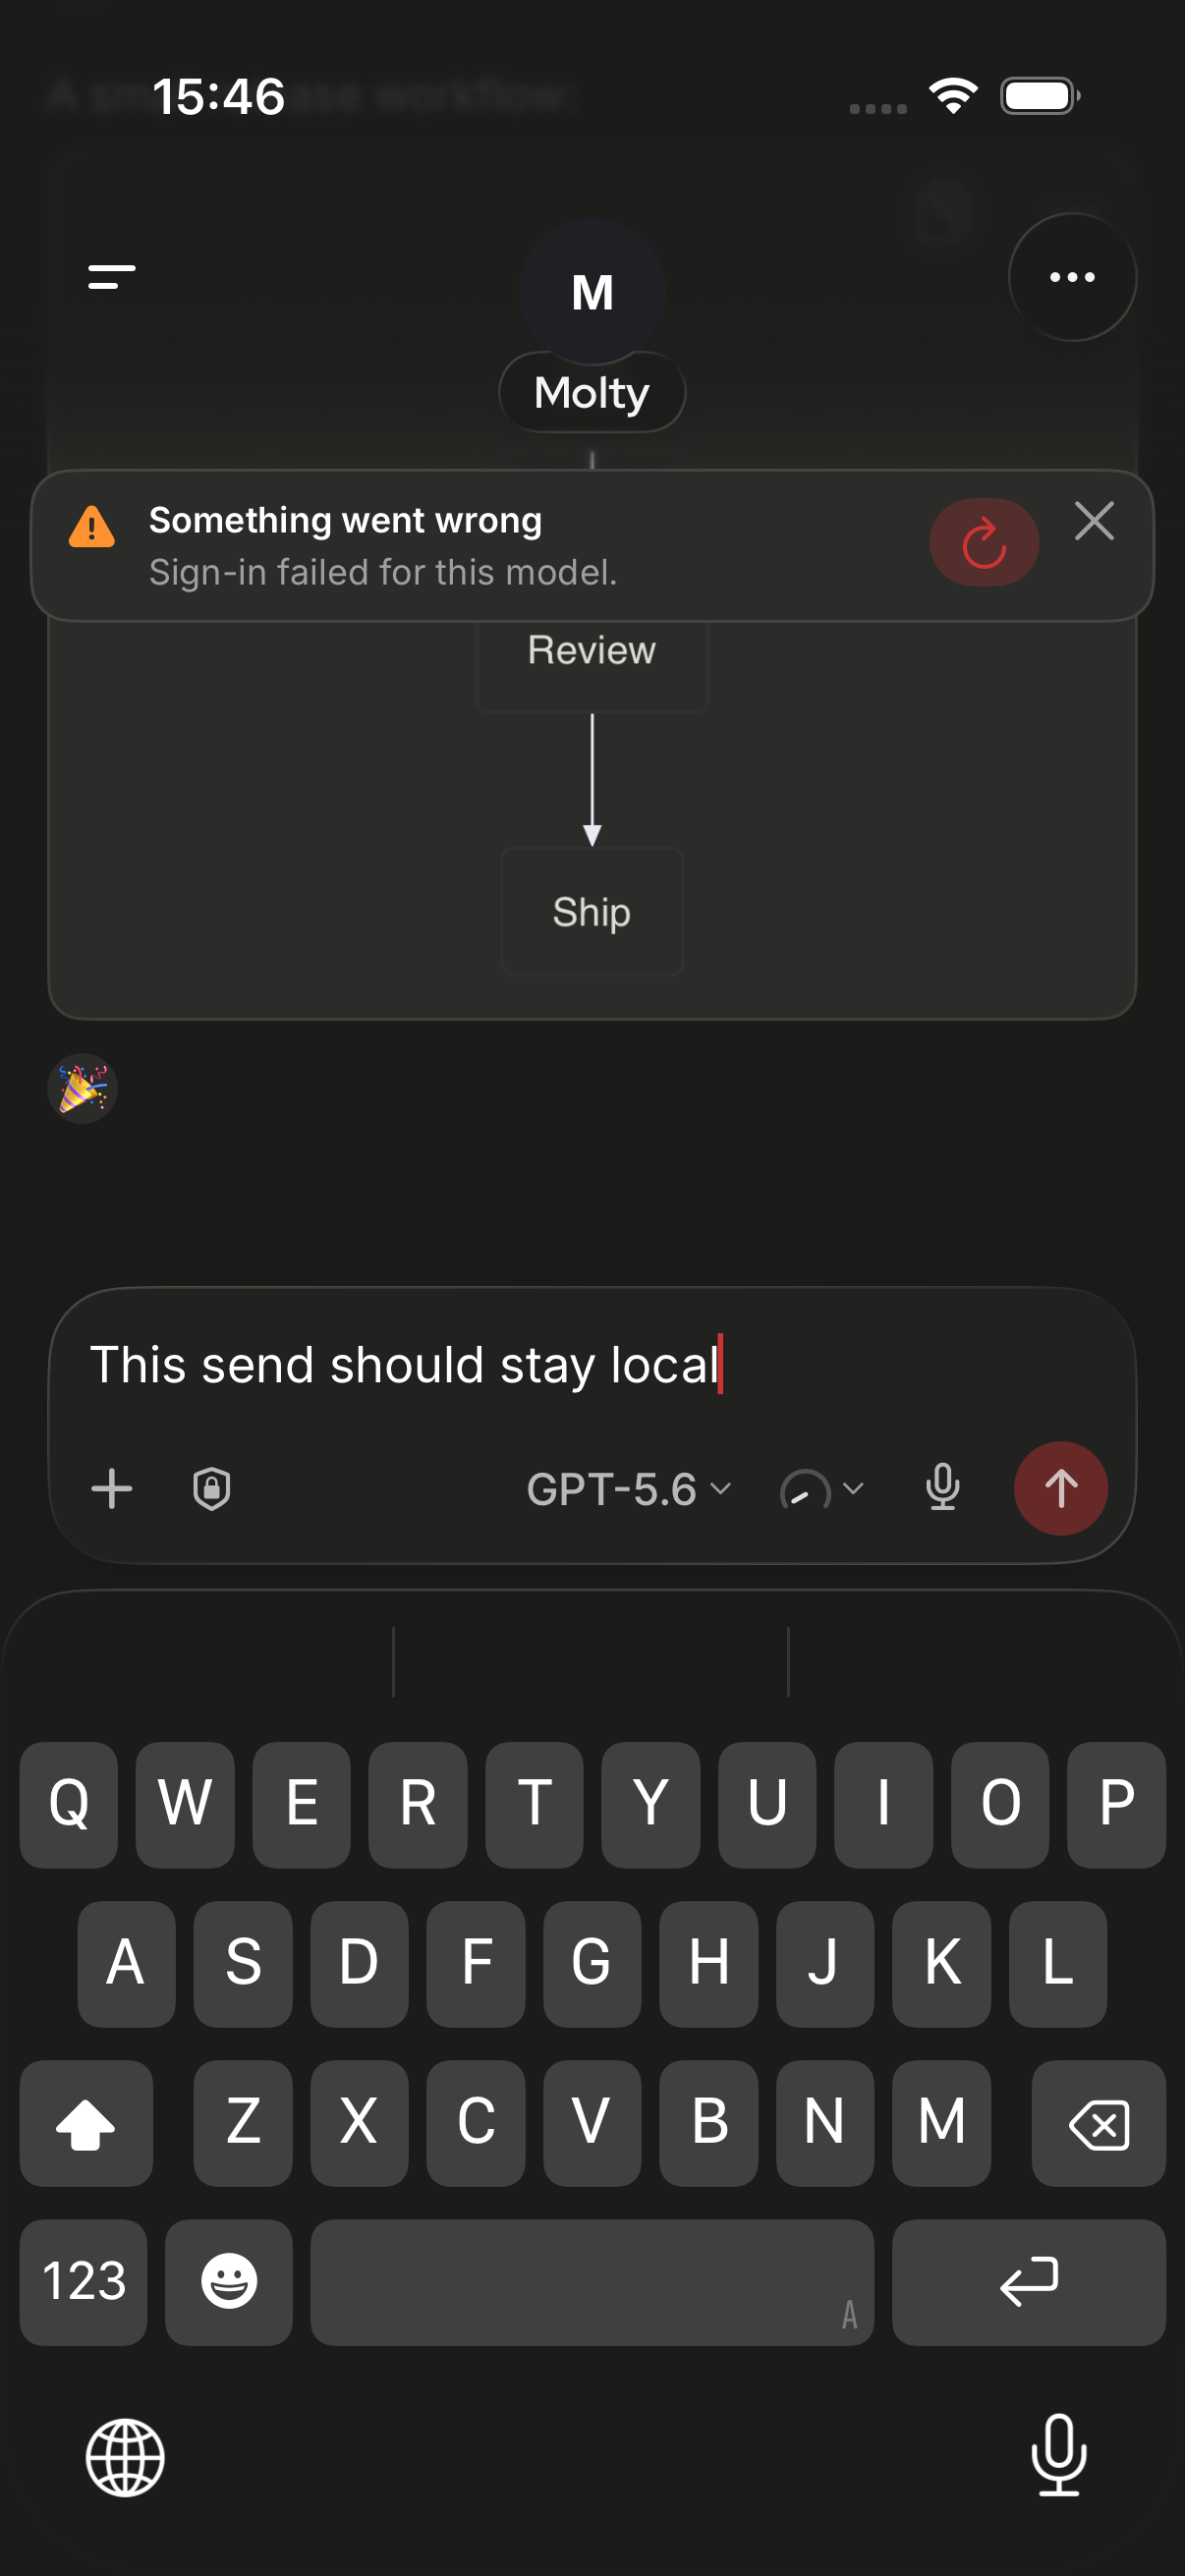 15:46
M
Molty
Something went wrong
Sign-in failed for this model.
Review
Ship
This send should stay local
GPT-5.6
Q W E R T Y U I O P
A S D F G H J K L
Z X C V B N M
123
A